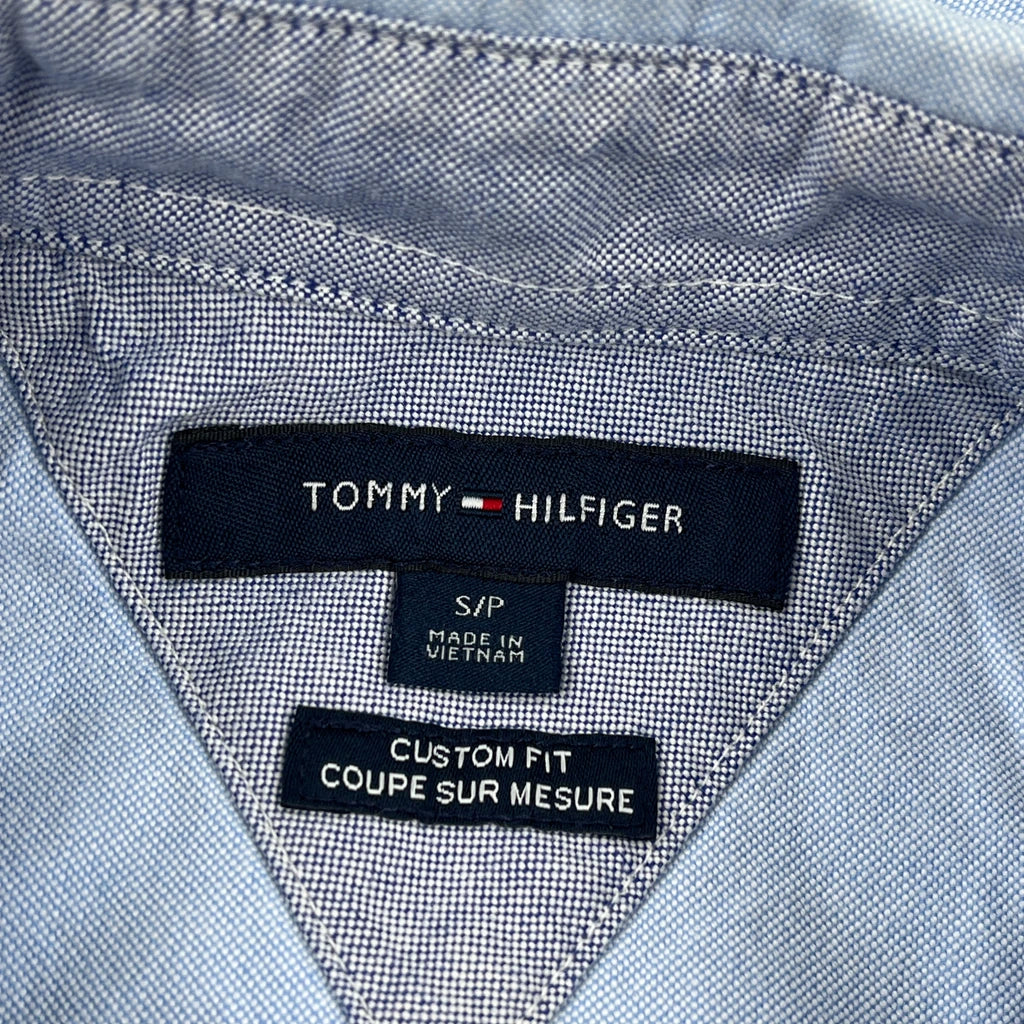 TOMMY HILFIGER
S/P
MADE IN
VIETNAM
CUSTOM FIT
COUPE SUR MESURE